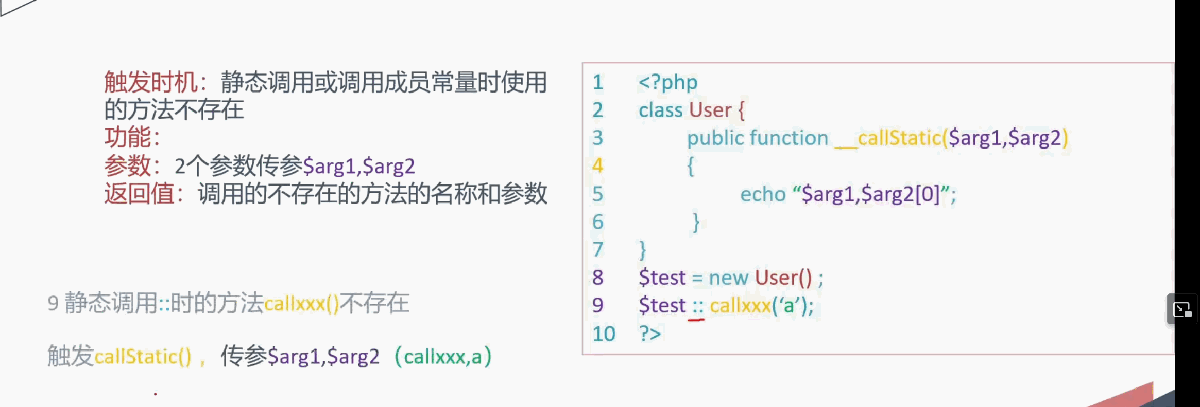 触发时机：静态调用或调用成员常量时使用
的方法不存在
功能：
参数：2个参数传参$arg1,$arg2
返回值：调用的不存在的方法的名称和参数
9 静态调用::时的方法callxxx()不存在
触发callStatic() ，传参$arg1,$arg2（callxxx,a）
1 <?php
2 class User {
3 public function __callStatic($arg1,$arg2)
4 {
5 echo “$arg1,$arg2[0]”;
6 }
7 }
8 $test = new User() ;
9 $test :: callxxx(‘a’);
10 ?>